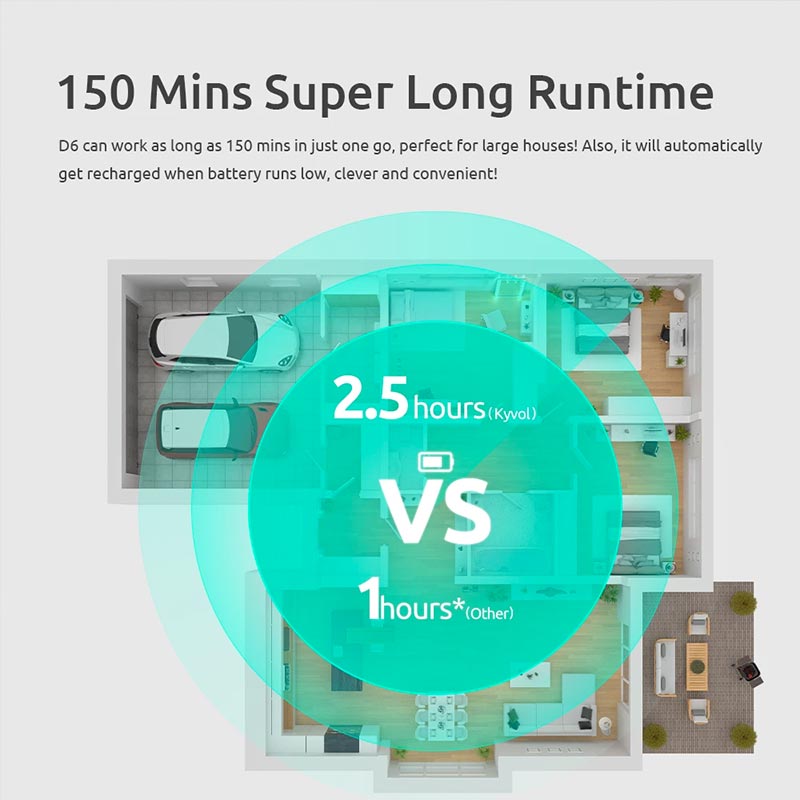 150 Mins Super Long Runtime
D6 can work as long as 150 mins in just one go, perfect for large houses! Also, it will automatically
get recharged when battery runs low, clever and convenient!
2.5 hours (Kyvol)
VS
1hours* (Other)